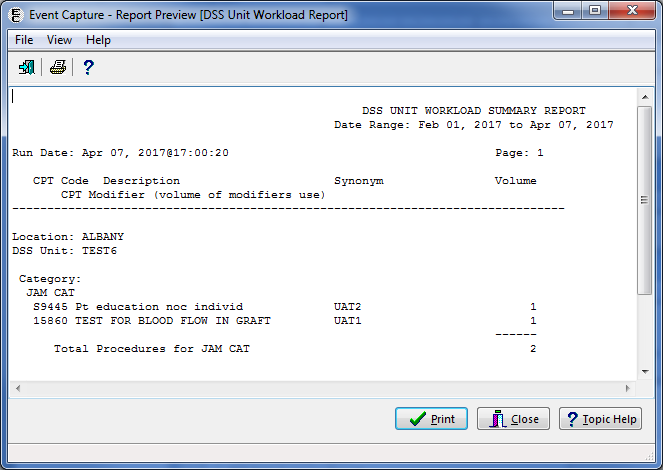 Event Capture - Report Preview [DSS Unit Workload Report]
File View Help
DSS UNIT WORKLOAD SUMMARY REPORT
Date Range: Feb 01, 2017 to Apr 07, 2017
Run Date: Apr 07, 2017@17:00:20 Page: 1
CPT Code Description Synonym Volume
CPT Modifier (volume of modifiers use)
-------------------------------------------------------------------------------
Location: ALBANY
DSS Unit: TEST6
Category:
JAM CAT
S9445 Pt education noc individ UAT2 1
15860 TEST FOR BLOOD FLOW IN GRAFT UAT1 1
------
Total Procedures for JAM CAT 2
Print Close Topic Help